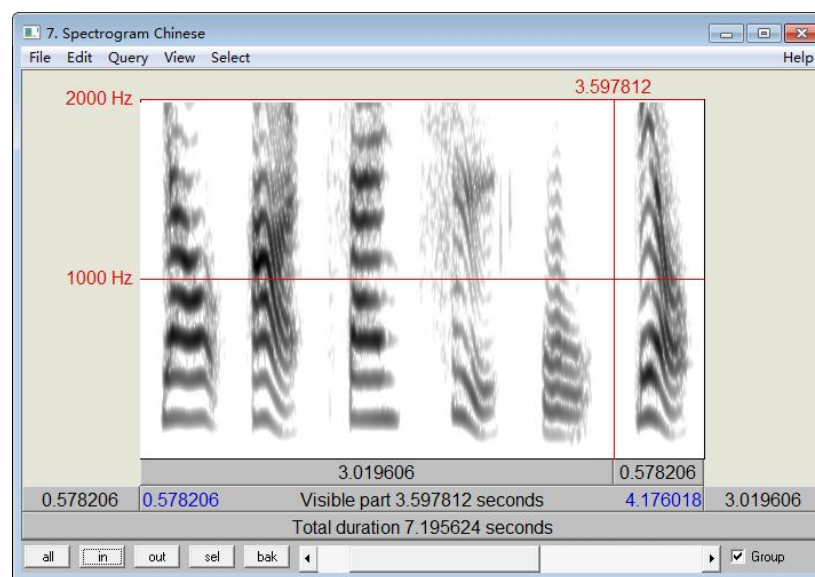 7. Spectrogram Chinese
File Edit Query View Select Help
3.597812
2000 Hz
1000 Hz
3.019606 0.578206
0.578206 0.578206 Visible part 3.597812 seconds 4.176018 3.019606
Total duration 7.195624 seconds
all in out sel bak Group